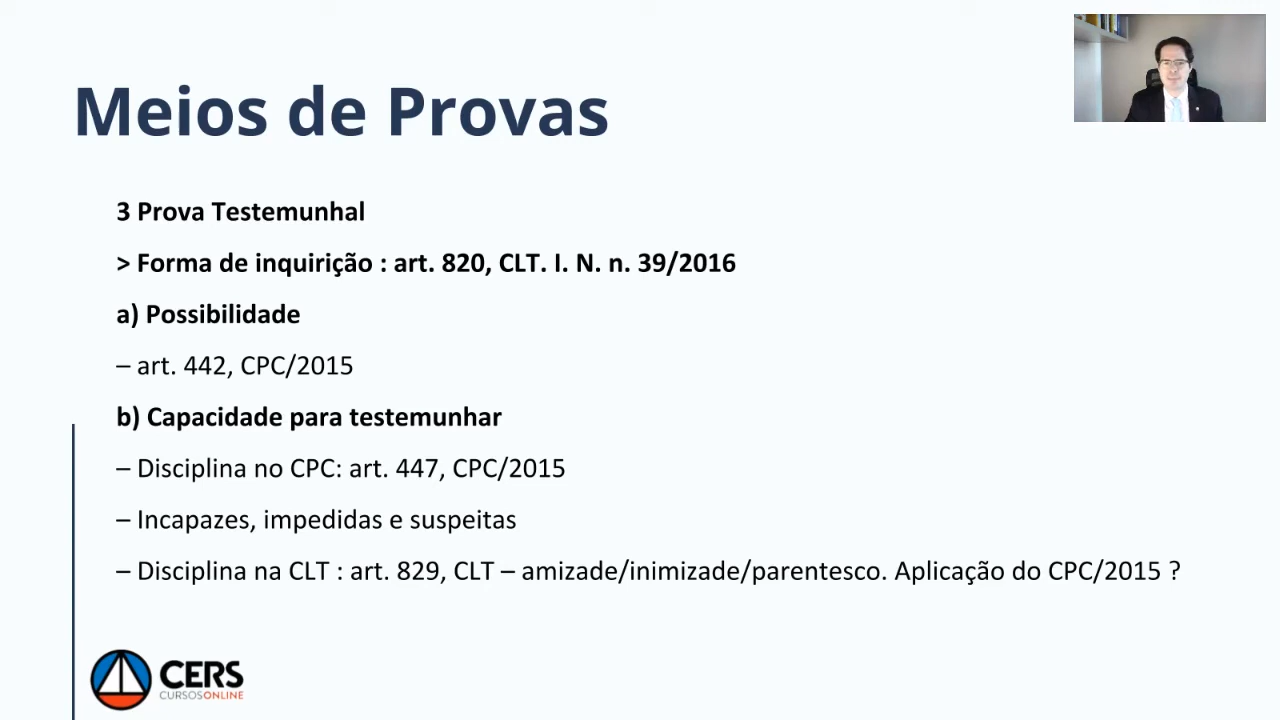 Meios de Provas
3 Prova Testemunhal
> Forma de inquirição : art. 820, CLT. I. N. n. 39/2016
a) Possibilidade
– art. 442, CPC/2015
b) Capacidade para testemunhar
– Disciplina no CPC: art. 447, CPC/2015
– Incapazes, impedidas e suspeitas
– Disciplina na CLT : art. 829, CLT – amizade/inimizade/parentesco. Aplicação do CPC/2015 ?
CERS
CURSOSONLINE